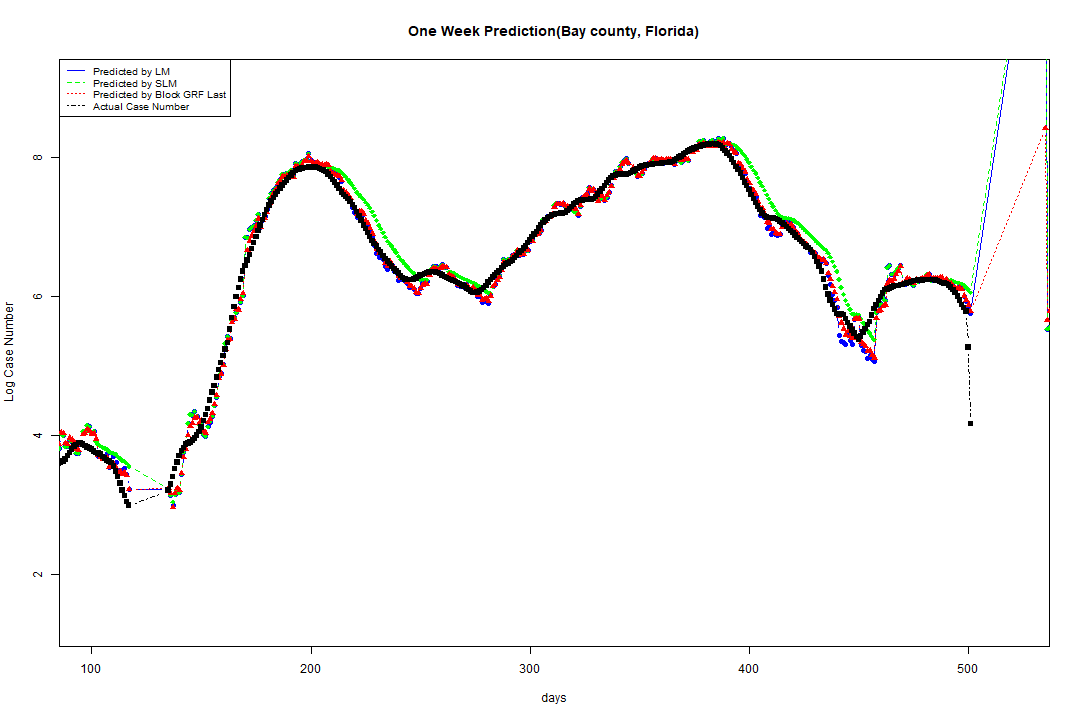 One Week Prediction(Bay county, Florida)
Predicted by LM
Predicted by SLM
Predicted by Block GRF Last
Actual Case Number
8
6
4
2
Log Case Number
100 200 300 400 500
days